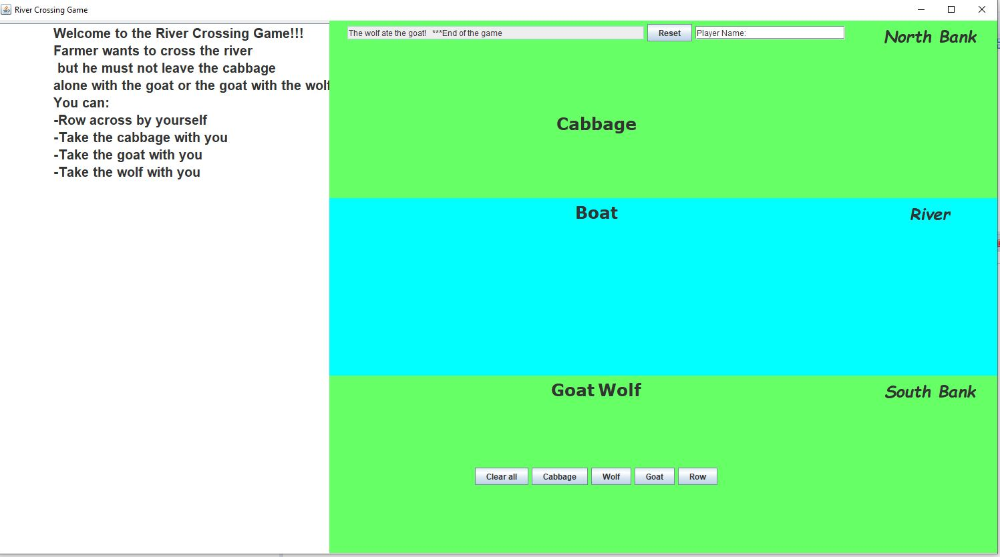 River Crossing Game
Welcome to the River Crossing Game!!!
Farmer wants to cross the river
but he must not leave the cabbage
alone with the goat or the goat with the wolf
You can:
-Row across by yourself
-Take the cabbage with you
-Take the goat with you
-Take the wolf with you
The wolf ate the goat! ***End of the game
Reset
Player Name:
North Bank
Cabbage
Boat
River
Goat Wolf
South Bank
Clear all
Cabbage
Wolf
Goat
Row